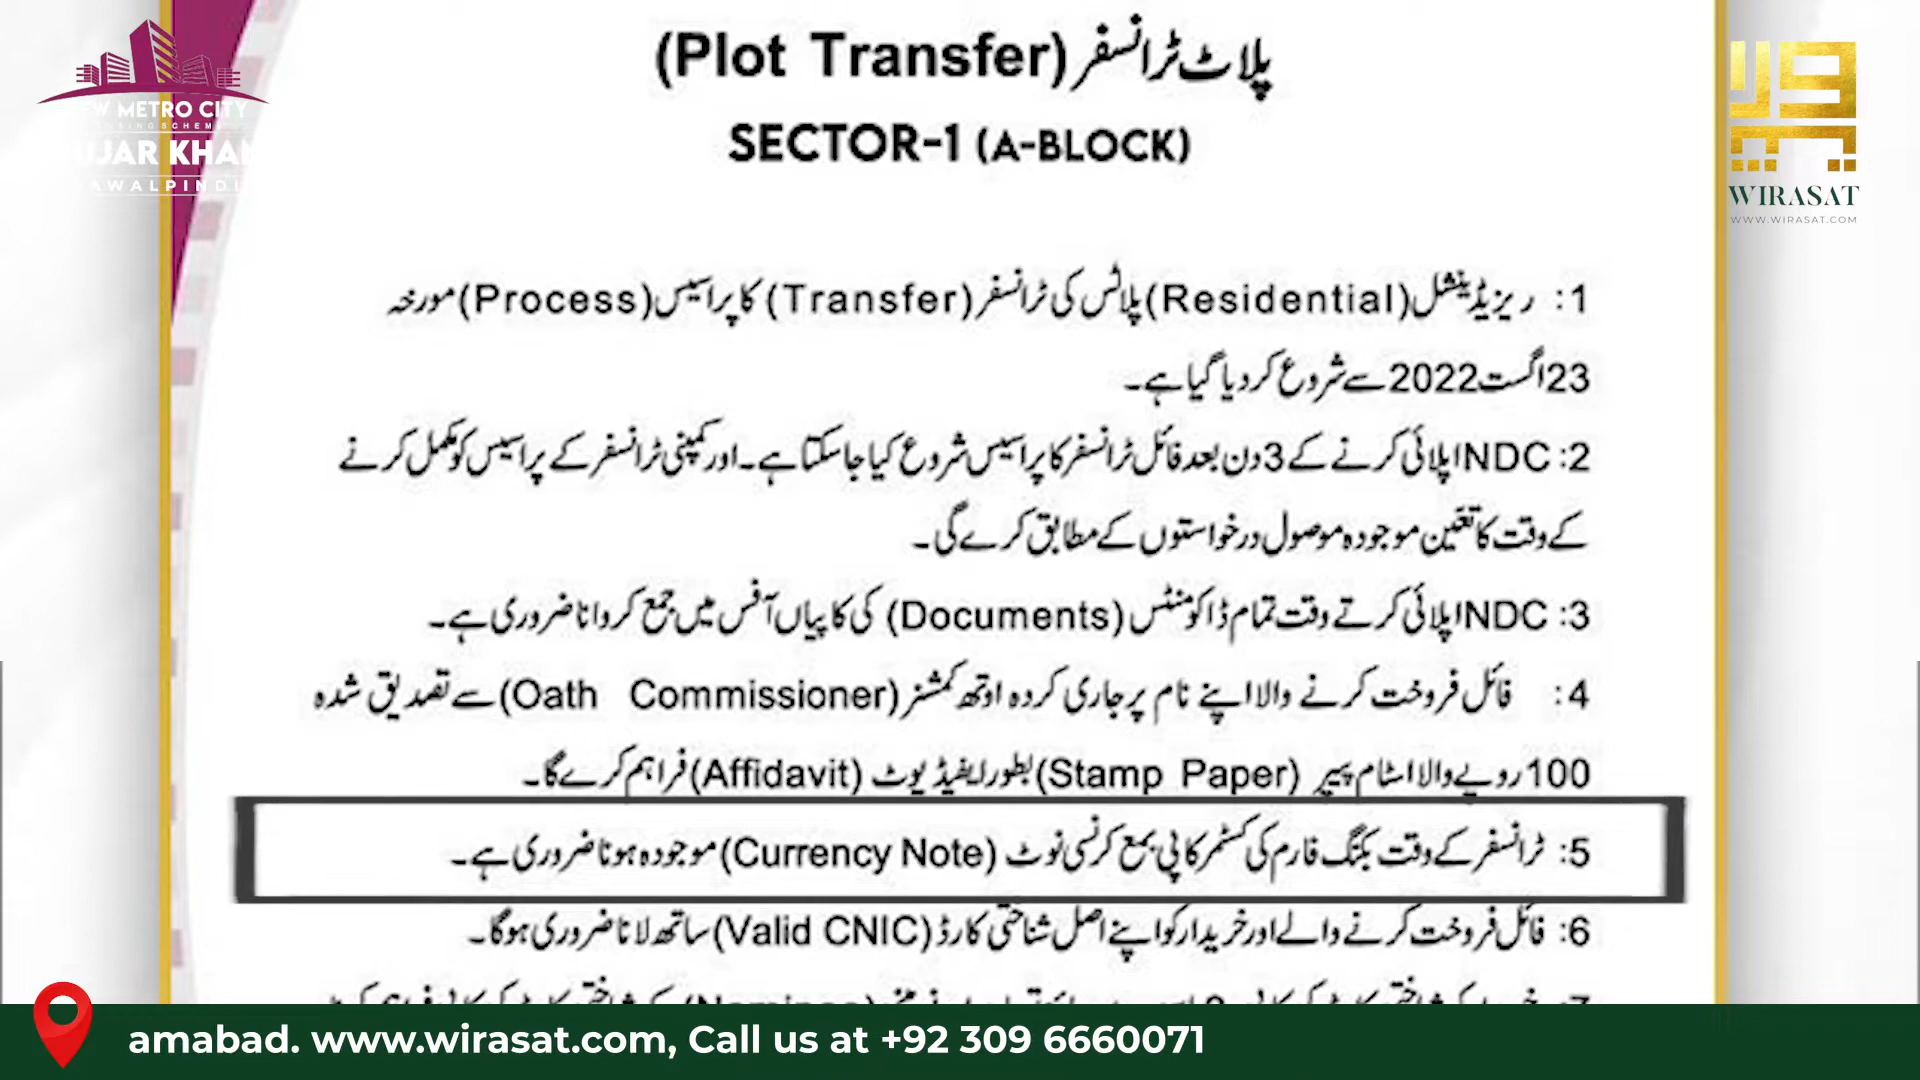 پلاٹ ٹرانسفر (Plot Transfer)
SECTOR-1 (A-BLOCK)
METRO CITY
KHAN
WIRASAT
WWW.WIRASAT.COM
1: ریزیڈینشل (Residential) پلاٹس کی ٹرانسفر (Transfer) کا پراسیس (Process) مورخہ
23 اگست 2022 سے شروع کر دیا گیا ہے۔
2: NDC اپلائی کرنے کے 3 دن بعد فائل ٹرانسفر کا پراسیس شروع کیا جا سکتا ہے۔ اور کمپنی ٹرانسفر کے پراسیس کو مکمل کرنے
کے وقت کا تعین موجودہ موصول درخواستوں کے مطابق کرے گی۔
3: NDC اپلائی کرتے وقت تمام ڈاکومنٹس (Documents) کی کاپیاں آفس میں جمع کروانا ضروری ہے۔
4: فائل فروخت کرنے والا اپنے نام پر جاری کردہ اوتھ کمشنر (Oath Commissioner) سے تصدیق شدہ
100 روپے والا اسٹام پیپر (Stamp Paper) بطور ایفیڈیوٹ (Affidavit) فراہم کرے گا۔
5: ٹرانسفر کے وقت بکنگ فارم کی کسٹمر کاپی بمع کرنسی نوٹ (Currency Note) موجودہ ہونا ضروری ہے۔
6: فائل فروخت کرنے والے اور خریدار کو اپنے اصل شناختی کارڈ (Valid CNIC) ساتھ لانا ضروری ہوگا۔
amabad. www.wirasat.com, Call us at +92 309 6660071